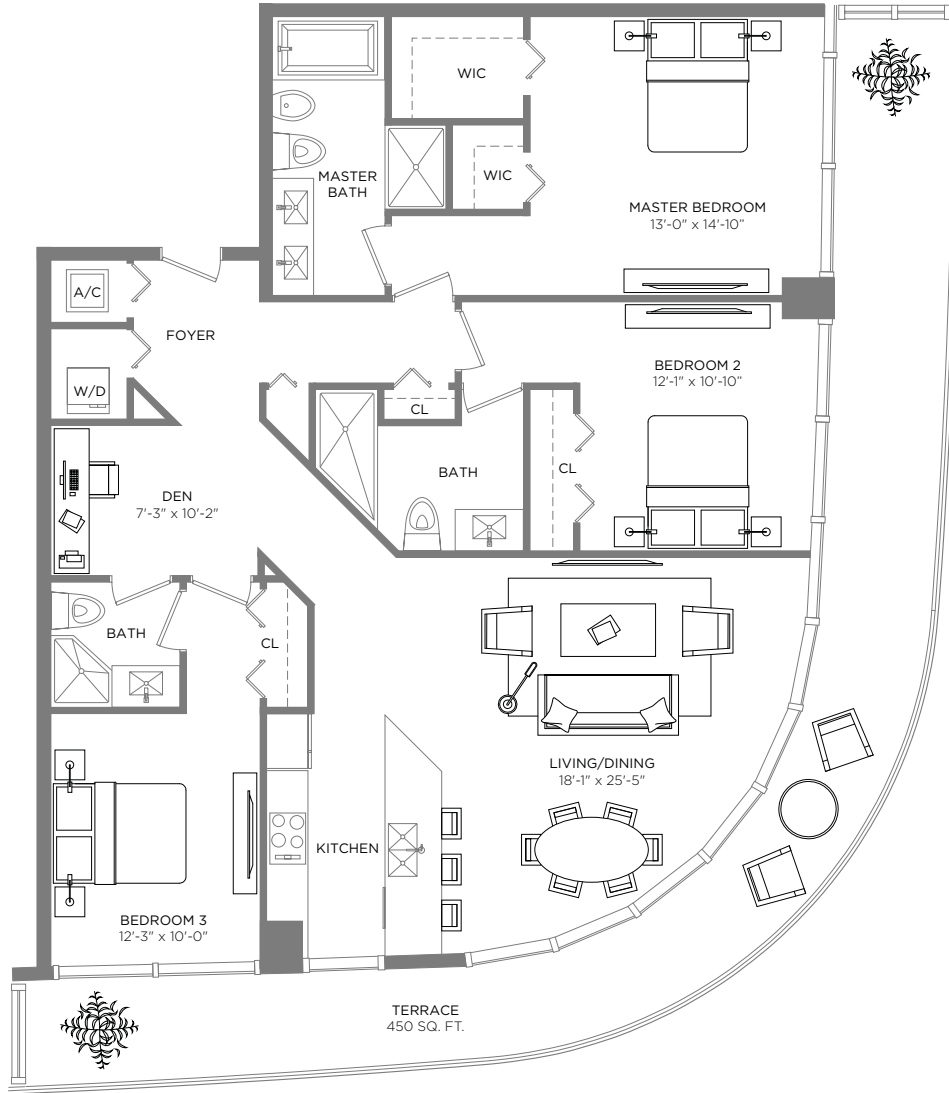 WIC
WIC
MASTER
BATH
MASTER BEDROOM
13'-0" x 14'-10"
A/C
FOYER
W/D
BEDROOM 2
12'-1" x 10'-10"
CL
BATH
CL
DEN
7'-3" x 10'-2"
BATH
CL
LIVING/DINING
18'-1" x 25'-5"
KITCHEN
BEDROOM 3
12'-3" x 10'-0"
TERRACE
450 SQ. FT.